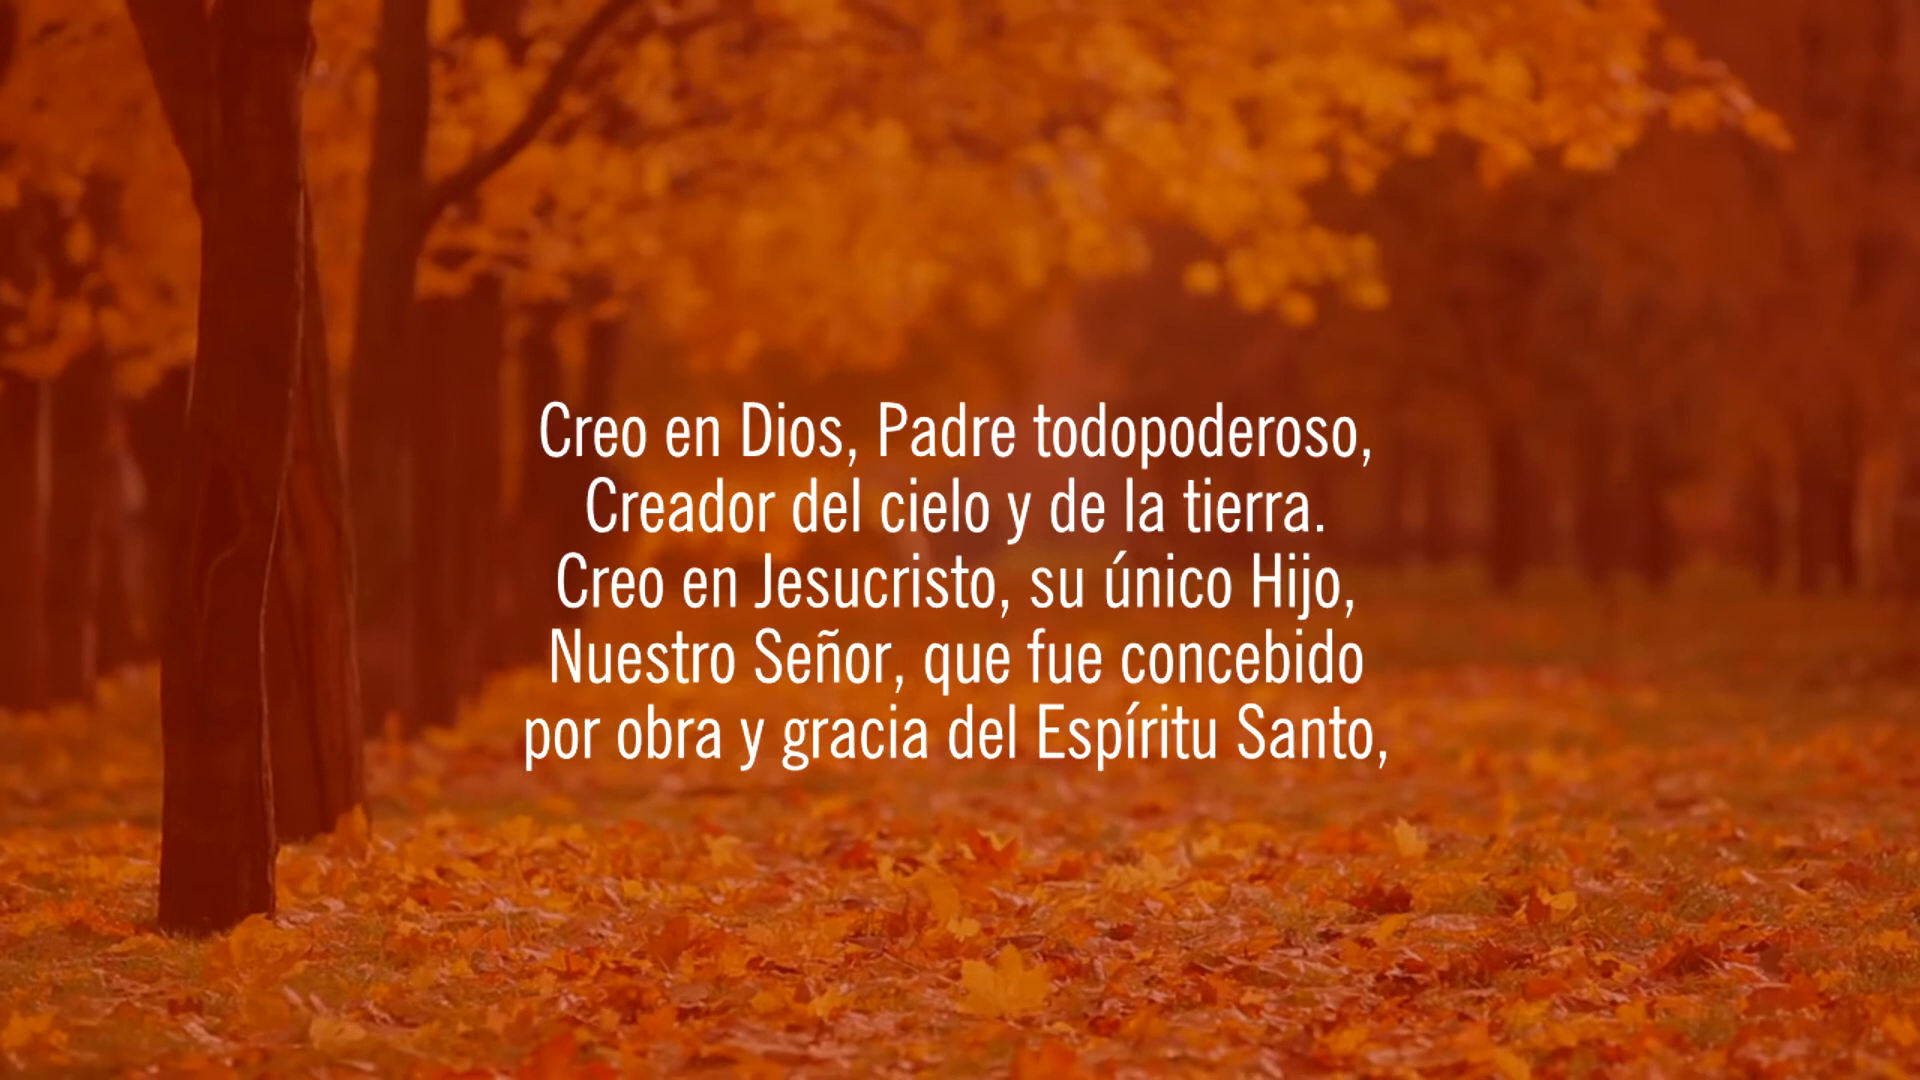 Creo en Dios, Padre todopoderoso,
Creador del cielo y de la tierra.
Creo en Jesucristo, su único Hijo,
Nuestro Señor, que fue concebido
por obra y gracia del Espíritu Santo,